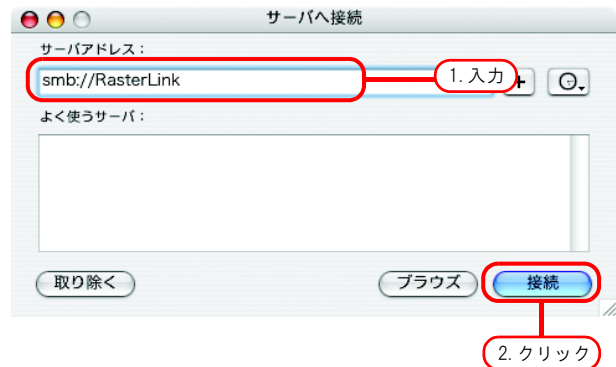 サーバへ接続
サーバアドレス：
smb://RasterLink
1.入力
+
よく使うサーバ：
取り除く
ブラウズ
接続
2.クリック